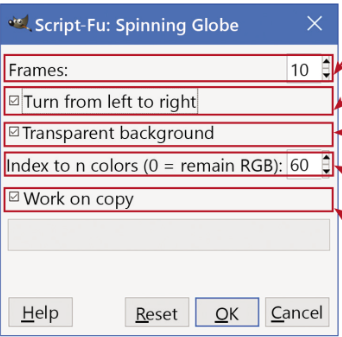 Script-Fu: Spinning Globe
Frames: 10
Turn from left to right
Transparent background
Index to n colors (0 = remain RGB): 60
Work on copy
Help Reset OK Cancel